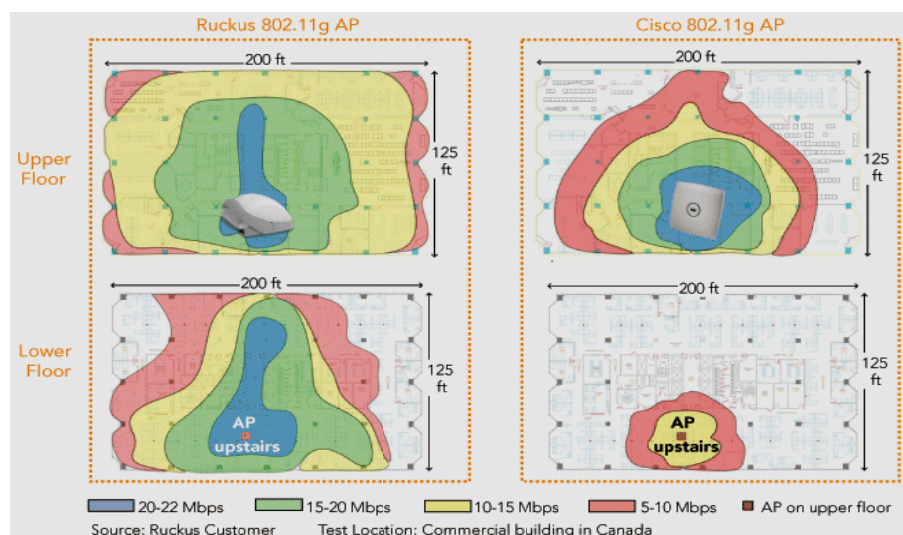 Ruckus 802.11g AP
Cisco 802.11g AP
200 ft
200 ft
Upper
Floor
125
ft
125
ft
200 ft
200 ft
Lower
Floor
125
ft
125
ft
AP
upstairs
AP
upstairs
20-22 Mbps
15-20 Mbps
10-15 Mbps
5-10 Mbps
AP on upper floor
Source: Ruckus Customer
Test Location: Commercial building in Canada